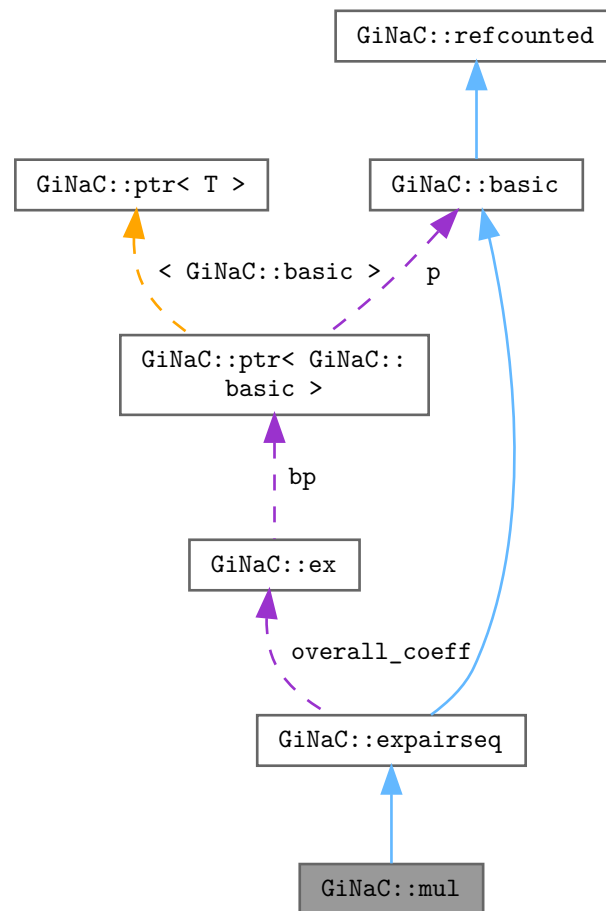 GiNaC::refcounted
GiNaC::ptr< T >
GiNaC::basic
< GiNaC::basic >
p
GiNaC::ptr< GiNaC::
basic >
bp
GiNaC::ex
overall_coeff
GiNaC::expairseq
GiNaC::mul